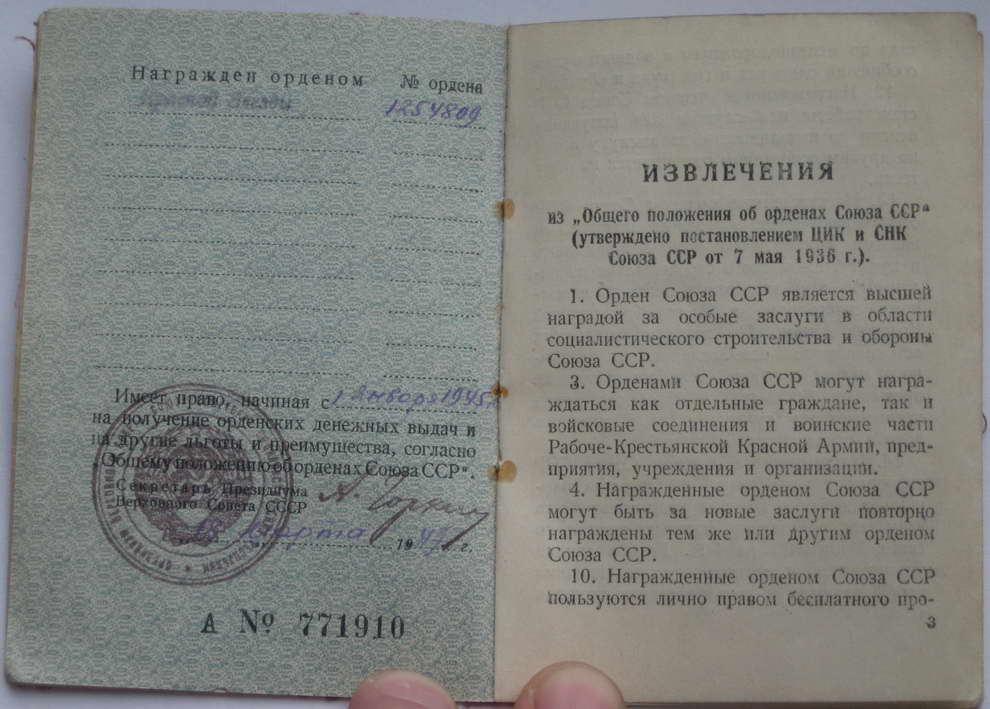 Награжден орденом № ордена
Красной Звезды 1254809
Имеет право, начиная с 1 января 1945 г.
на получение орденских денежных выдач и
на другие льготы и преимущества, согласно
„Общему положению об орденах Союза ССР“.
Секретарь Президиума
Верховного Совета СССР
А. Горкин
марта 19 г.
А № 771910
ИЗВЛЕЧЕНИЯ
из „Общего положения об орденах Союза ССР“
(утверждено постановлением ЦИК и СНК
Союза ССР от 7 мая 1936 г.).
1. Орден Союза ССР является высшей
наградой за особые заслуги в области
социалистического строительства и обороны
Союза ССР.
3. Орденами Союза ССР могут награ-
ждаться как отдельные граждане, так и
войсковые соединения и воинские части
Рабоче-Крестьянской Красной Армии, пред-
приятия, учреждения и организации.
4. Награжденные орденом Союза ССР
могут быть за новые заслуги повторно
награждены тем же или другим орденом
Союза ССР.
10. Награжденные орденом Союза ССР
пользуются лично правом бесплатного про-
3